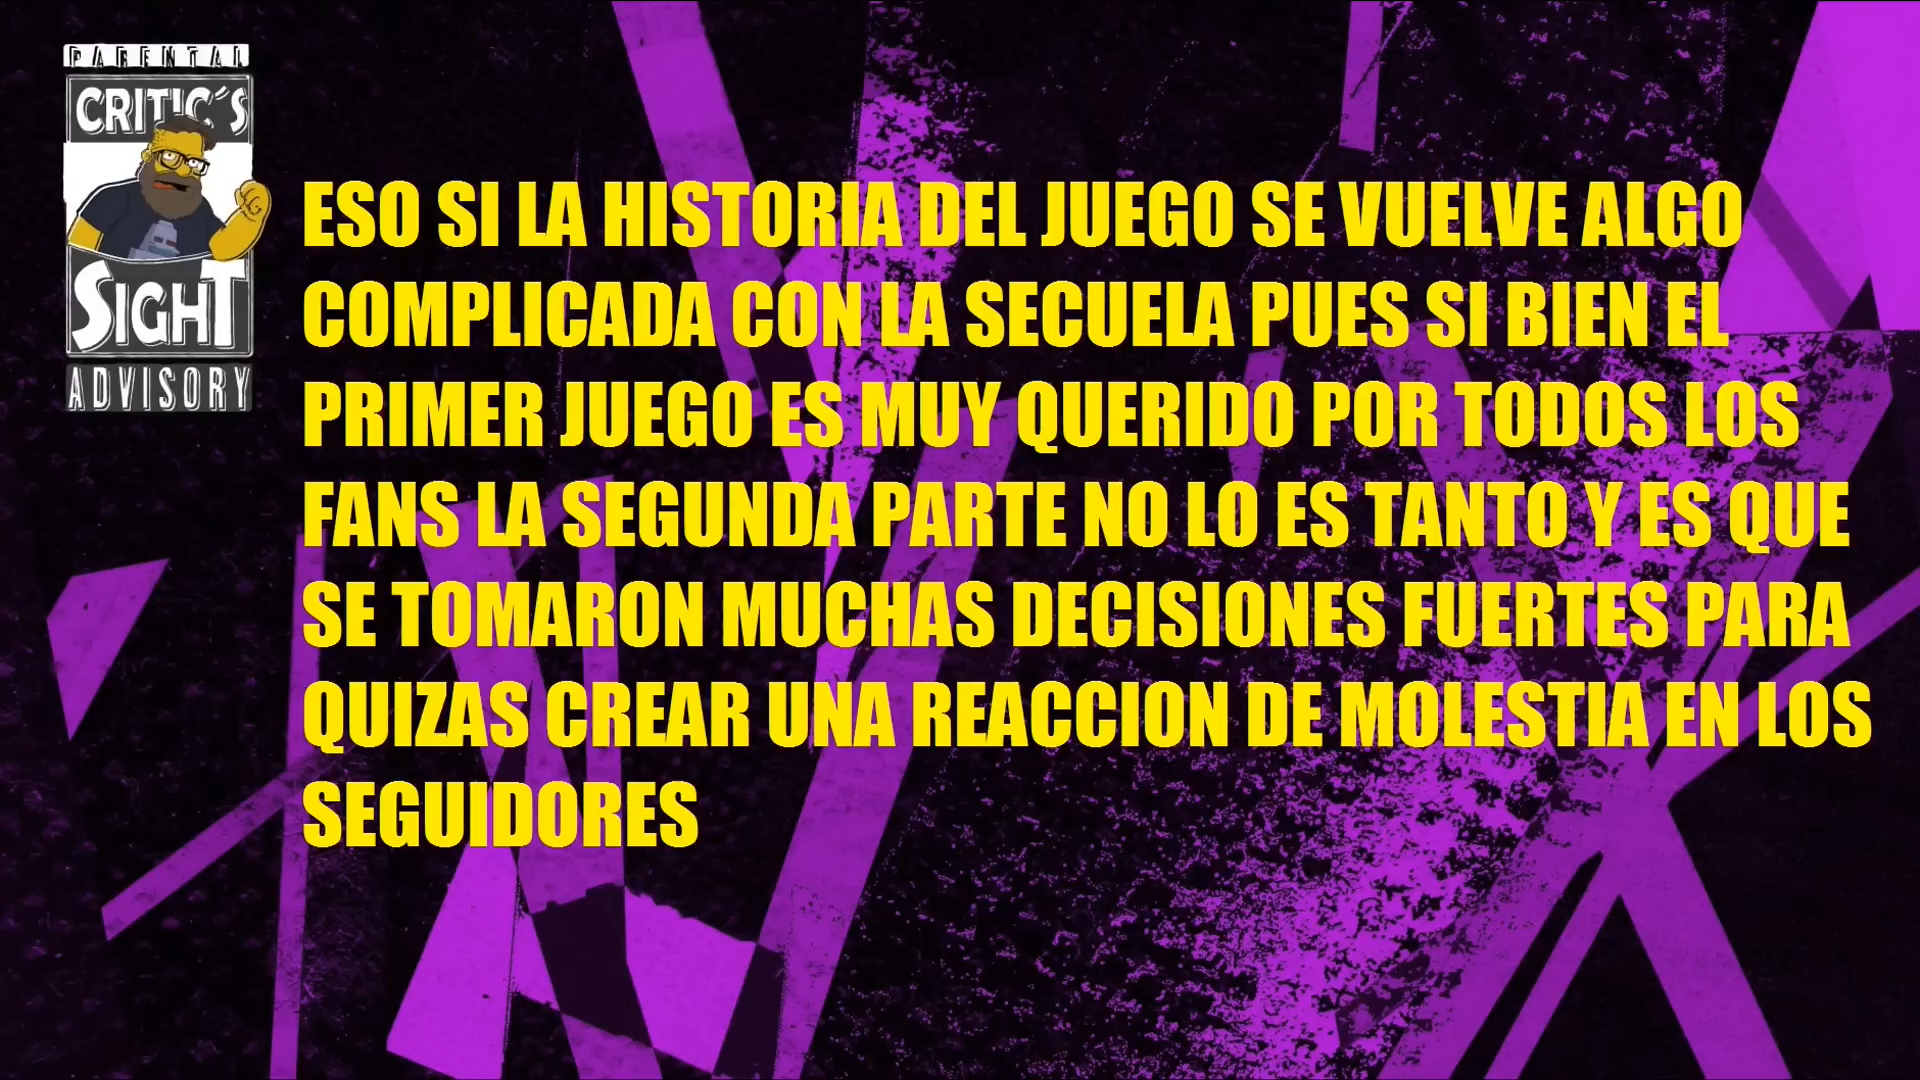 PARENTAL
CRITIC´S
SIGHT
ADVISORY
ESO SI LA HISTORIA DEL JUEGO SE VUELVE ALGO
COMPLICADA CON LA SECUELA PUES SI BIEN EL
PRIMER JUEGO ES MUY QUERIDO POR TODOS LOS
FANS LA SEGUNDA PARTE NO LO ES TANTO Y ES QUE
SE TOMARON MUCHAS DECISIONES FUERTES PARA
QUIZAS CREAR UNA REACCION DE MOLESTIA EN LOS
SEGUIDORES